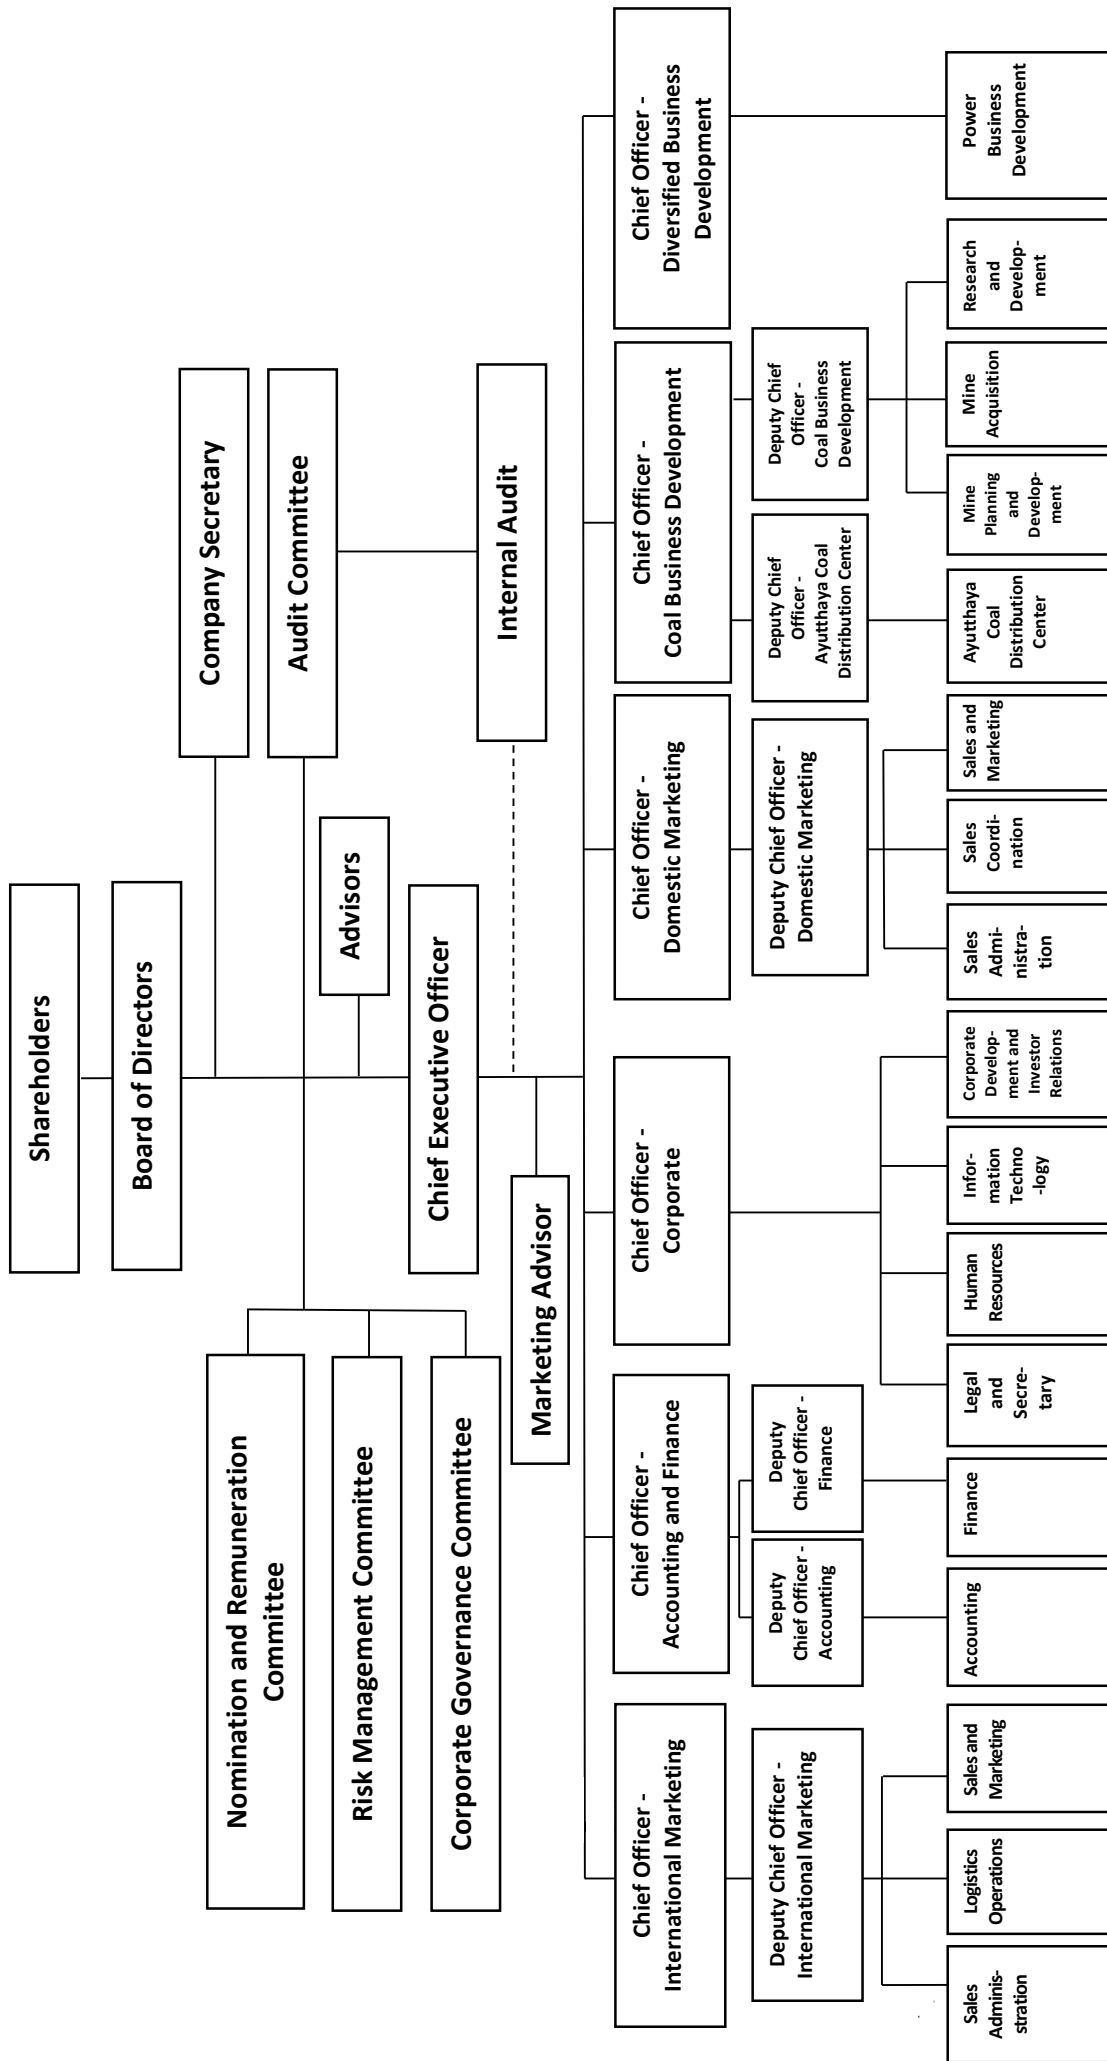 Shareholders
Board of Directors
Company Secretary
Nomination and Remuneration
Committee
Audit Committee
Risk Management Committee
Advisors
Corporate Governance Committee
Chief Executive Officer
Internal Audit
Marketing Advisor
Chief Officer -
International Marketing
Chief Officer -
Accounting and Finance
Chief Officer -
Corporate
Chief Officer -
Domestic Marketing
Chief Officer -
Coal Business Development
Chief Officer -
Diversified Business
Development
Deputy Chief Officer -
International Marketing
Deputy
Chief Officer -
Accounting
Deputy
Chief Officer -
Finance
Deputy Chief Officer -
Domestic Marketing
Deputy Chief
Officer -
Ayutthaya Coal
Distribution Center
Deputy Chief
Officer -
Coal Business
Development
Sales
Adminis-
stration
Logistics
Operations
Sales and
Marketing
Accounting
Finance
Legal
and
Secre-
tary
Human
Resources
Infor-
mation
Techno
-logy
Corporate
Develop-
ment and
Investor
Relations
Sales
Admi-
nistra-
tion
Sales
Coordi-
nation
Sales and
Marketing
Ayutthaya
Coal
Distribution
Center
Mine
Planning
and
Develop-
ment
Mine
Acquisition
Research
and
Develop-
ment
Power
Business
Development